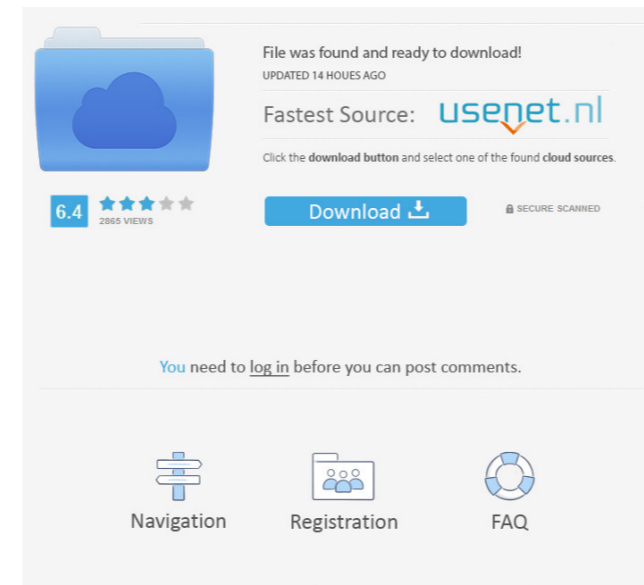 File was found and ready to download!
UPDATED 14 HOUES AGO
Fastest Source: usenet.nl
Click the download button and select one of the found cloud sources.
6.4
2865 VIEWS
Download
SECURE SCANNED
You need to log in before you can post comments.
Navigation
Registration
FAQ